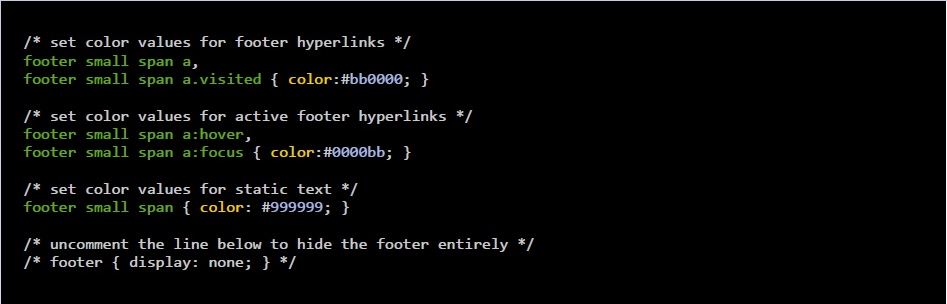 /* set color values for footer hyperlinks */
footer small span a,
footer small span a.visited { color:#bb0000; }
/* set color values for active footer hyperlinks */
footer small span a:hover,
footer small span a:focus { color:#0000bb; }
/* set color values for static text */
footer small span { color: #999999; }
/* uncomment the line below to hide the footer entirely */
/* footer { display: none; } */